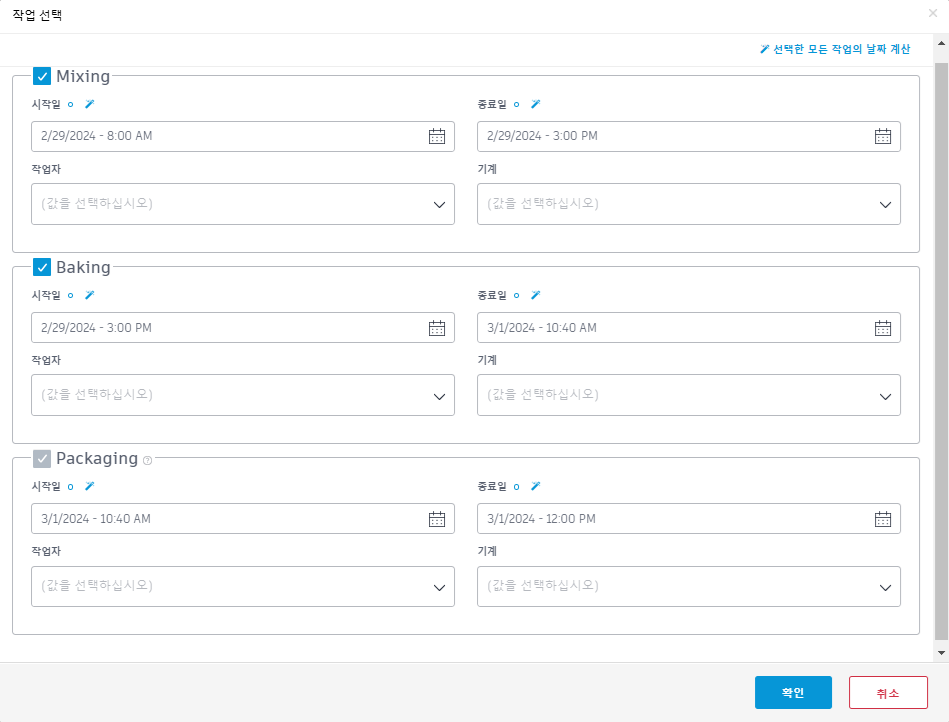 작업 선택
선택한 모든 작업의 날짜 계산
Mixing
시작일 종료일
2/29/2024 - 8:00 AM 2/29/2024 - 3:00 PM
작업자 기계
(값을 선택하십시오) (값을 선택하십시오)
Baking
시작일 종료일
2/29/2024 - 3:00 PM 3/1/2024 - 10:40 AM
작업자 기계
(값을 선택하십시오) (값을 선택하십시오)
Packaging ?
시작일 종료일
3/1/2024 - 10:40 AM 3/1/2024 - 12:00 PM
작업자 기계
(값을 선택하십시오) (값을 선택하십시오)
확인 취소